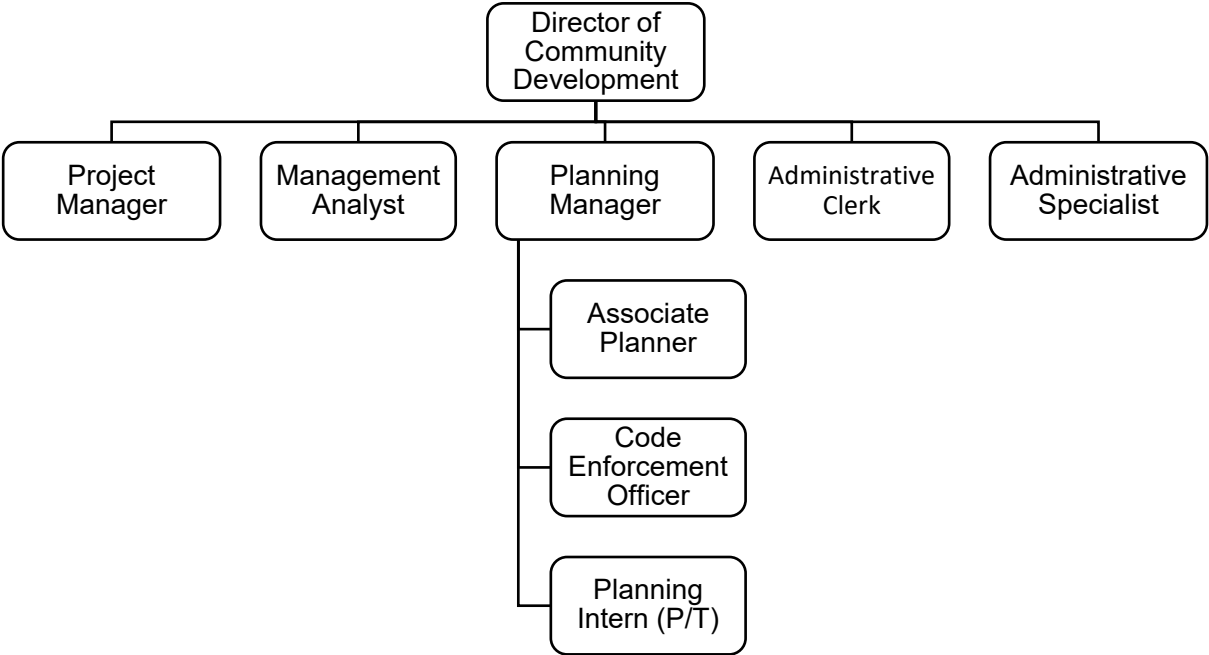 Director of
Community
Development
Project
Manager
Management
Analyst
Planning
Manager
Administrative
Clerk
Administrative
Specialist
Associate
Planner
Code
Enforcement
Officer
Planning
Intern (P/T)